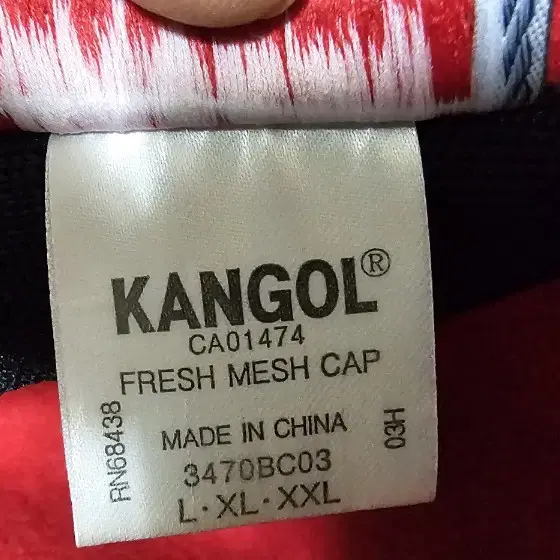 KANGOL®
CA01474
FRESH MESH CAP
MADE IN CHINA
3470BC03
L·XL·XXL
RN68438
03H